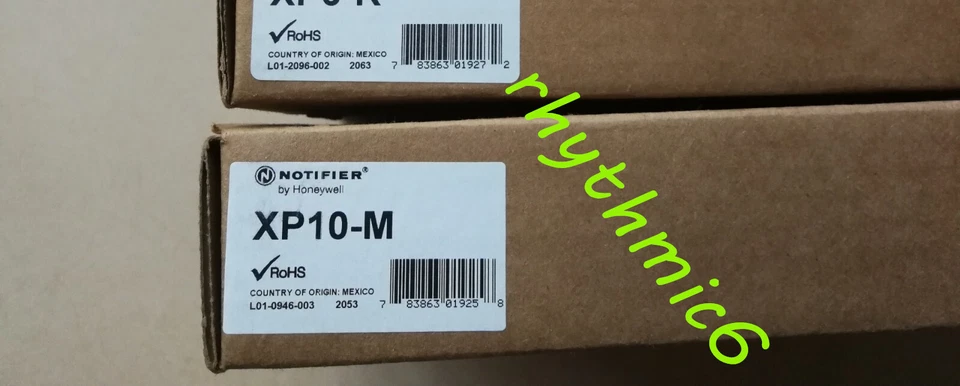 RoHS
COUNTRY OF ORIGIN: MEXICO
L01-2096-002 2063
7 83863 01927 2
NOTIFIER®
by Honeywell
XP10-M
RoHS
COUNTRY OF ORIGIN: MEXICO
L01-0946-003 2053
7 83863 01925 8
rhythmic6